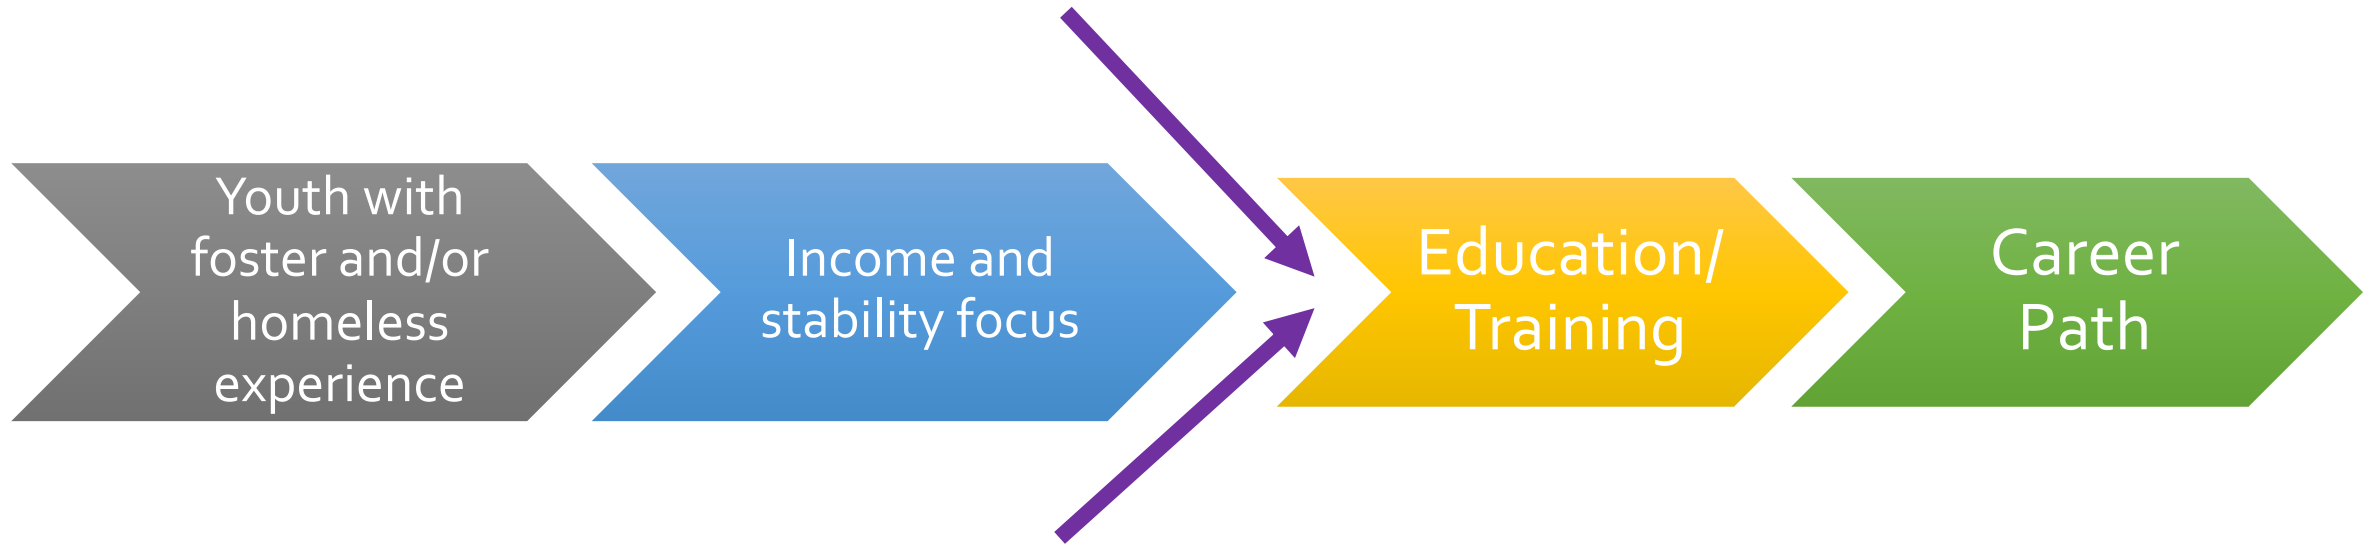 Youth with
foster and/or
homeless
experience
Income and
stability focus
Education/
Training
Career
Path